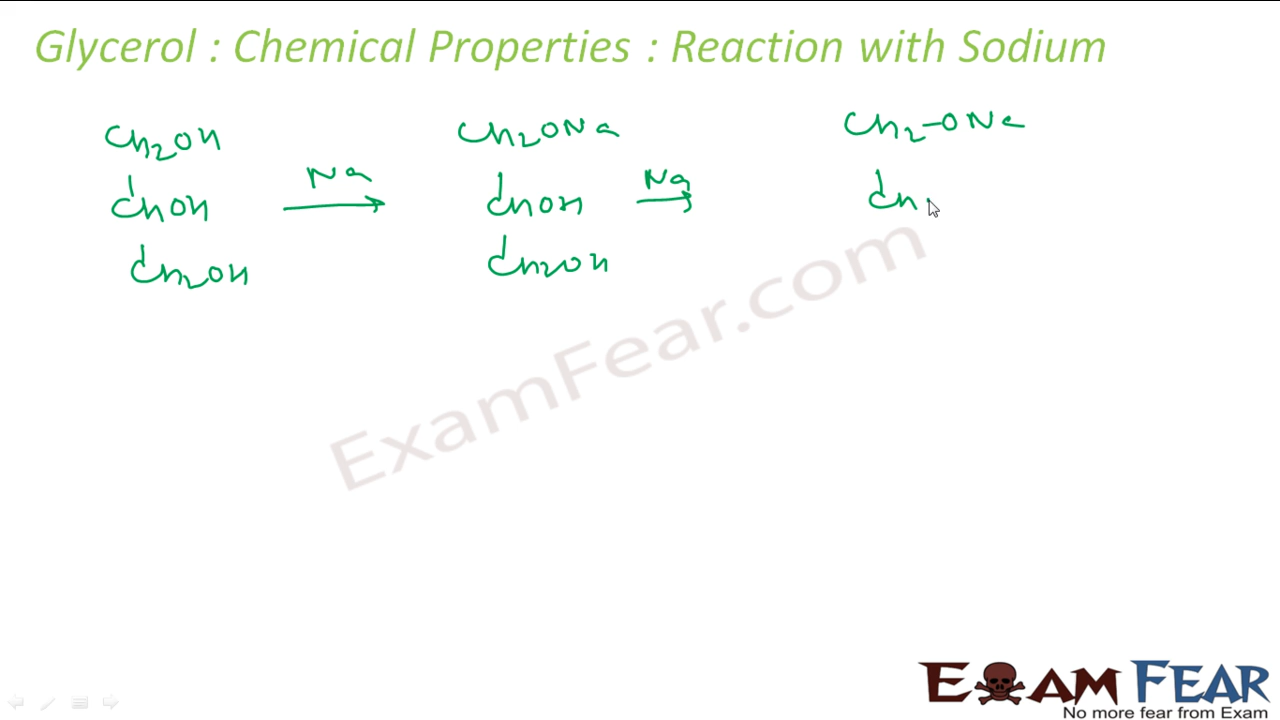 Glycerol : Chemical Properties : Reaction with Sodium
CH2OH CH2ONa CH2-ONa
CHOH Na CHOH Na CH
CH2OH CH2OH
ExamFear.com
EXAM FEAR
No more fear from Exam